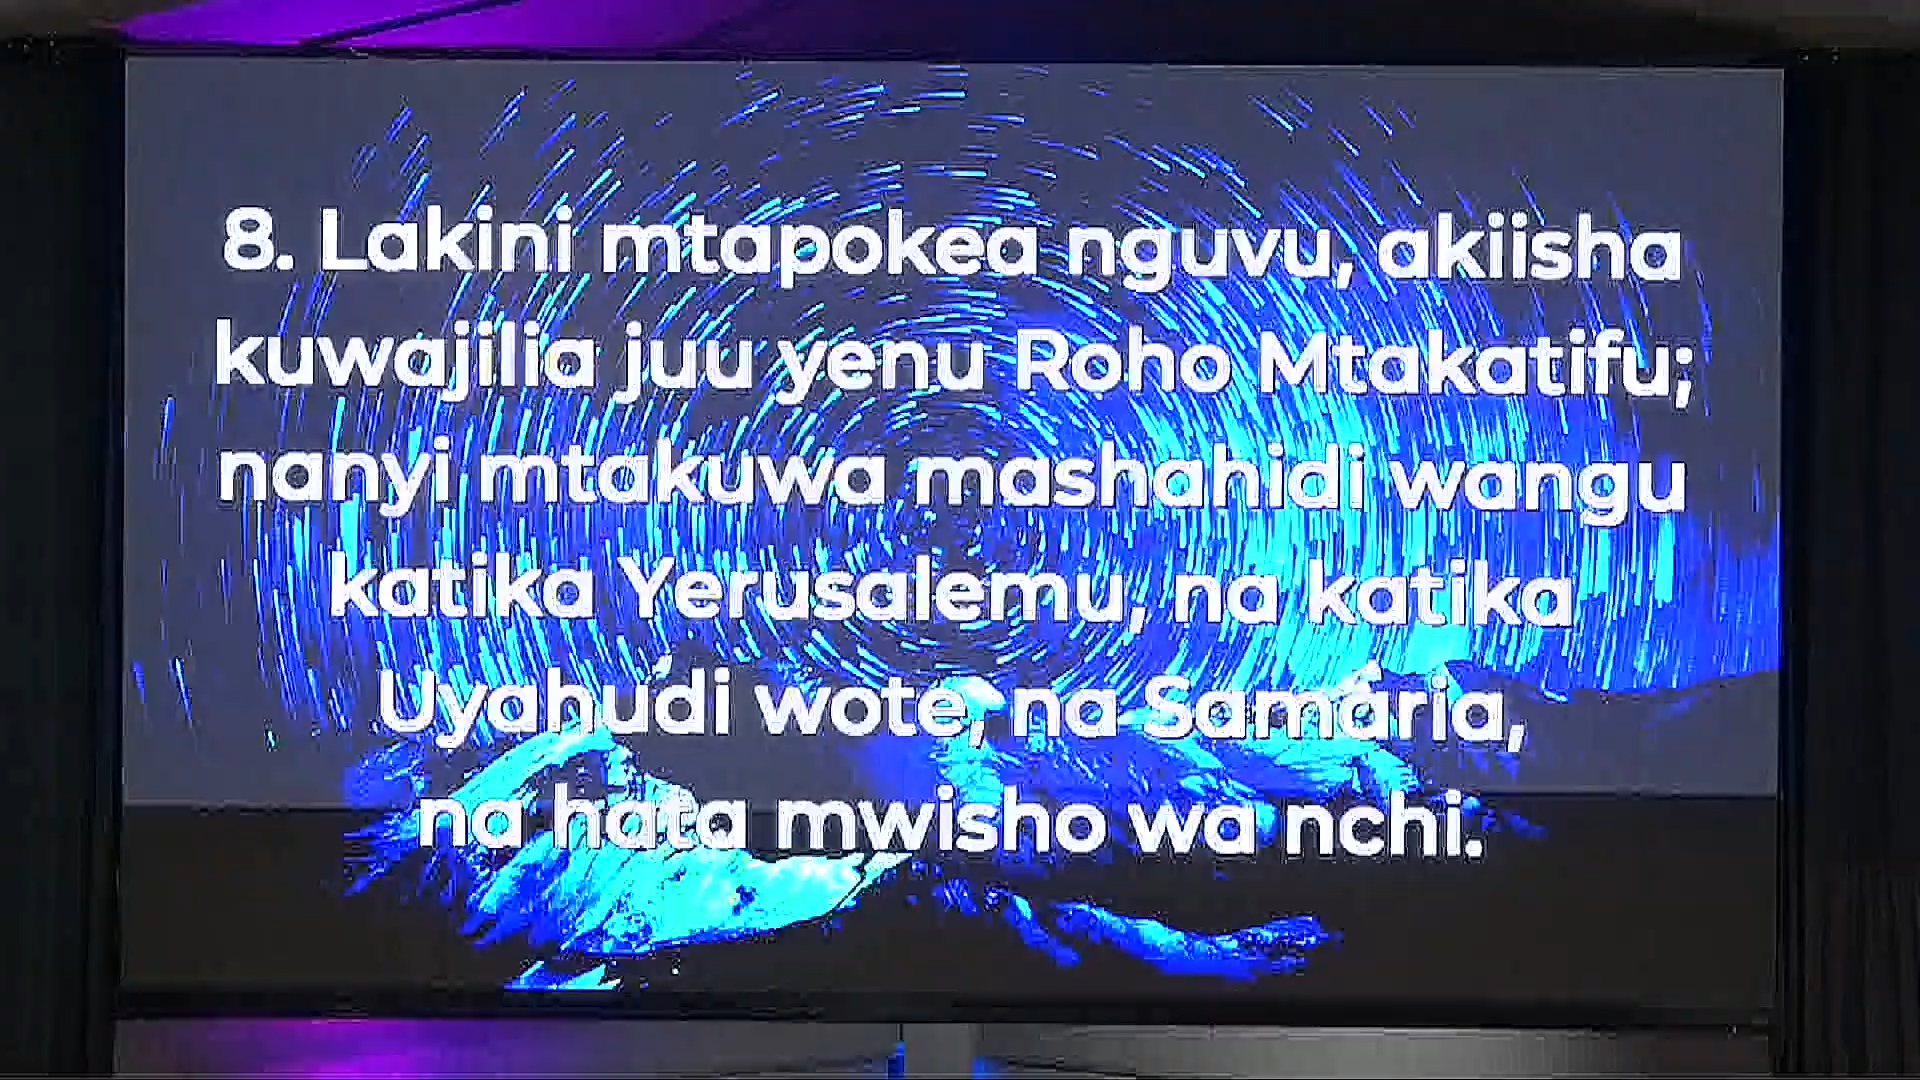 8. Lakini mtapokea nguvu, akiisha
kuwajilia juu yenu Roho Mtakatifu;
nanyi mtakuwa mashahidi wangu
katika Yerusalemu, na katika
Uyahudi wote, na Samaria,
na hata mwisho wa nchi.